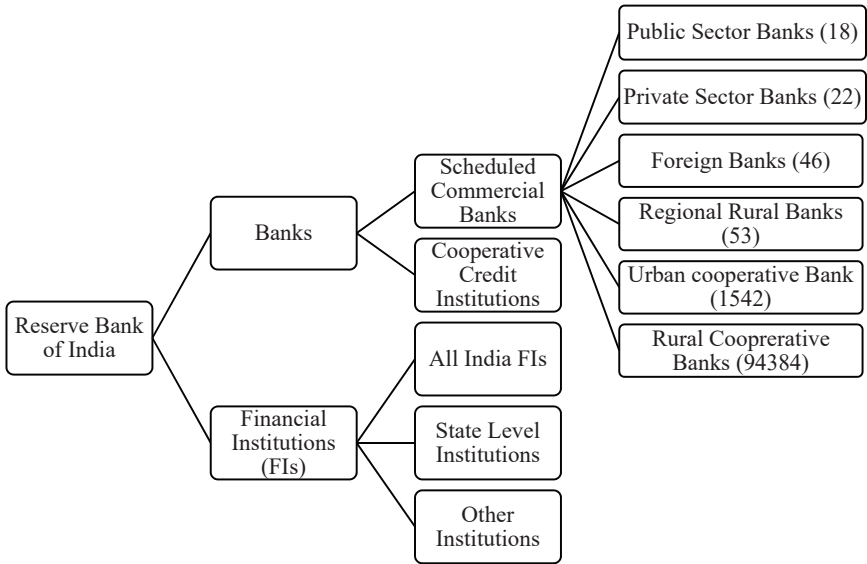 Reserve Bank
of India
Banks
Financial
Institutions
(FIs)
Scheduled
Commercial
Banks
Cooperative
Credit
Institutions
All India FIs
State Level
Institutions
Other
Institutions
Public Sector Banks (18)
Private Sector Banks (22)
Foreign Banks (46)
Regional Rural Banks
(53)
Urban cooperative Bank
(1542)
Rural Cooprerative
Banks (94384)